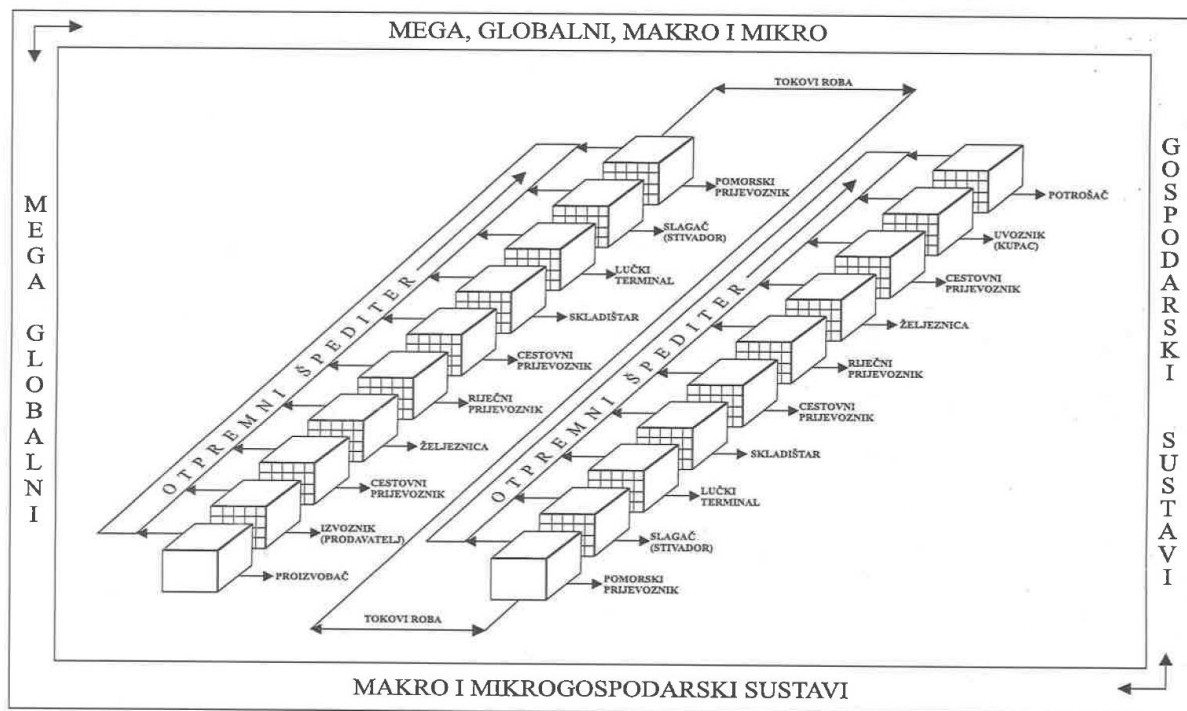 MEGA, GLOBALNI, MAKRO I MIKRO
MEGA GLOBALNI
TOKOVI ROBA
OTPREMNI ŠPEDITER
POMORSKI
PRIJEVOZNIK
SLAGAČ
(STIVADOR)
LUČKI
TERMINAL
SKLADIŠTAR
CESTOVNI
PRIJEVOZNIK
RIJEČNI
PRIJEVOZNIK
ŽELJEZNICA
CESTOVNI
PRIJEVOZNIK
IZVOZNIK
(PRODAVATELJ)
PROIZVOĐAČ
OTPREMNI ŠPEDITER
POTROŠAČ
UVOZNIK
(KUPAC)
CESTOVNI
PRIJEVOZNIK
ŽELJEZNICA
RIJEČNI
PRIJEVOZNIK
CESTOVNI
PRIJEVOZNIK
SKLADIŠTAR
LUČKI
TERMINAL
SLAGAČ
(STIVADOR)
POMORSKI
PRIJEVOZNIK
TOKOVI ROBA
GOSPODARSKI SUSTAVI
MAKRO I MIKROGOSPODARSKI SUSTAVI